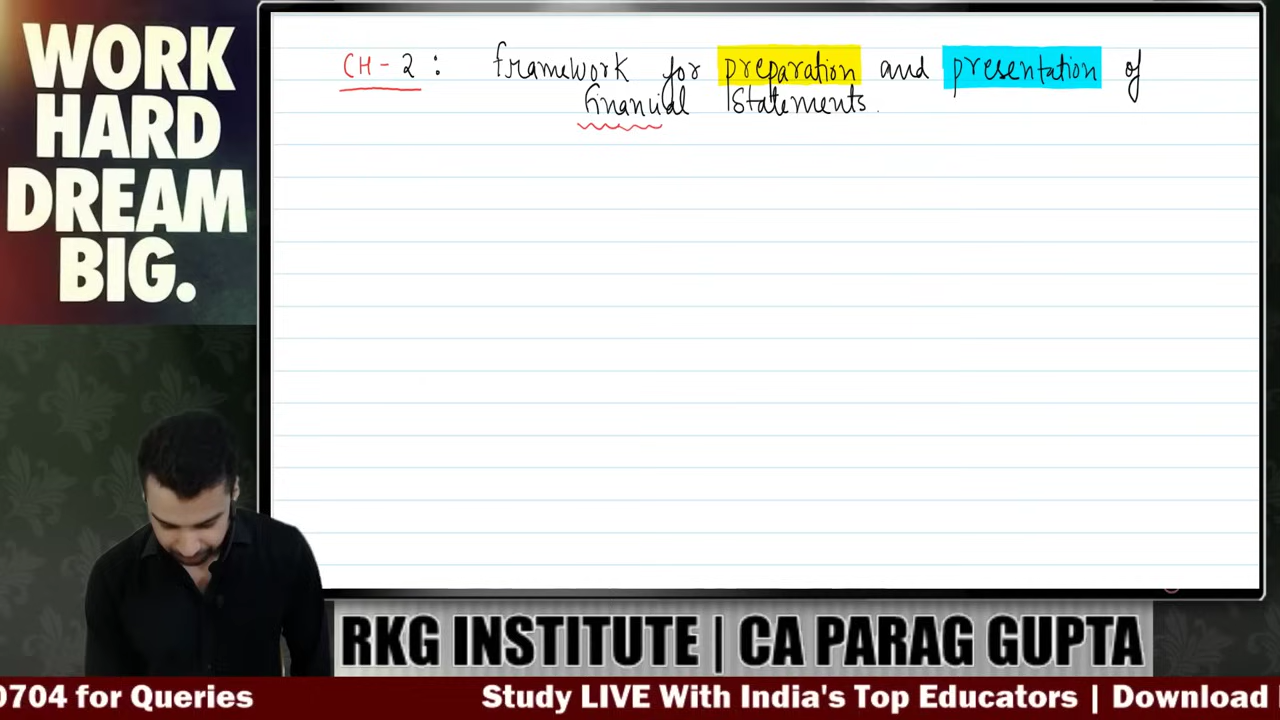 WORK
HARD
DREAM
BIG.
CH - 2 : framework for preparation and presentation of
financial Statements.
RKG INSTITUTE | CA PARAG GUPTA
0704 for Queries Study LIVE With India's Top Educators | Download